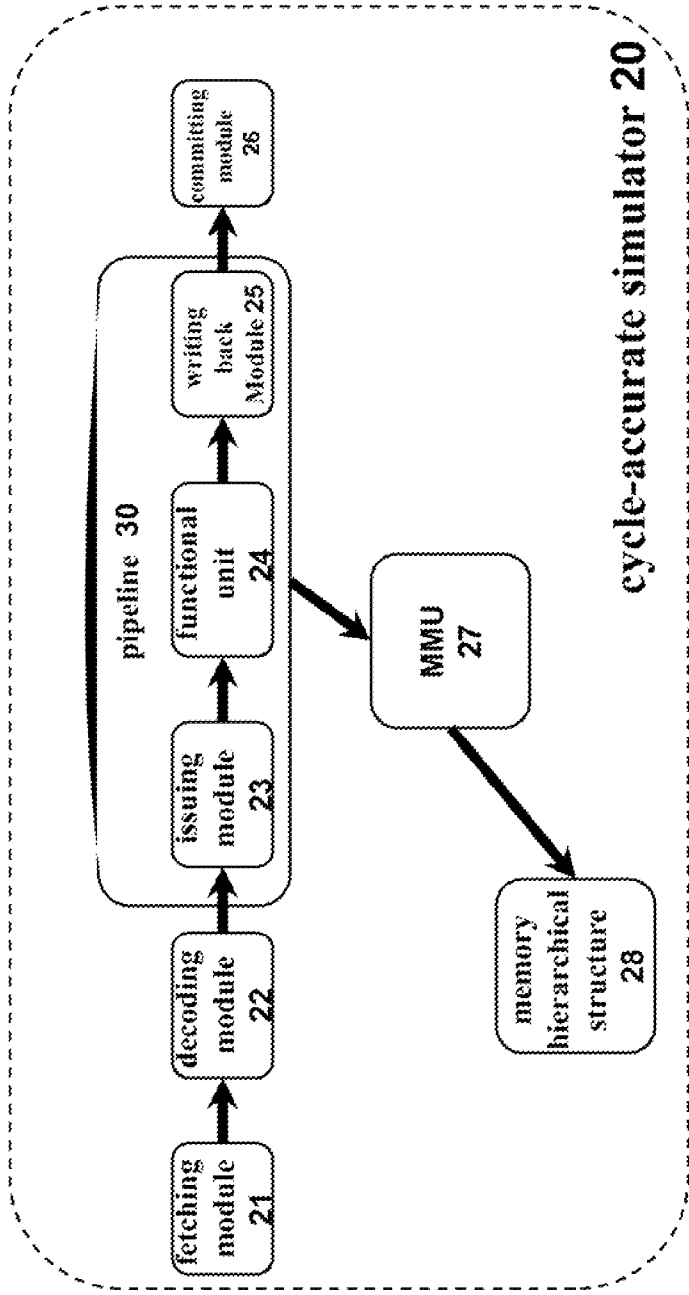 pipeline 30
fetching
module
21
decoding
module
22
issuing
module
23
functional
unit
24
writing
back
Module 25
committing
module
26
MMU
27
memory
hierarchical
structure
28
cycle-accurate simulator 20